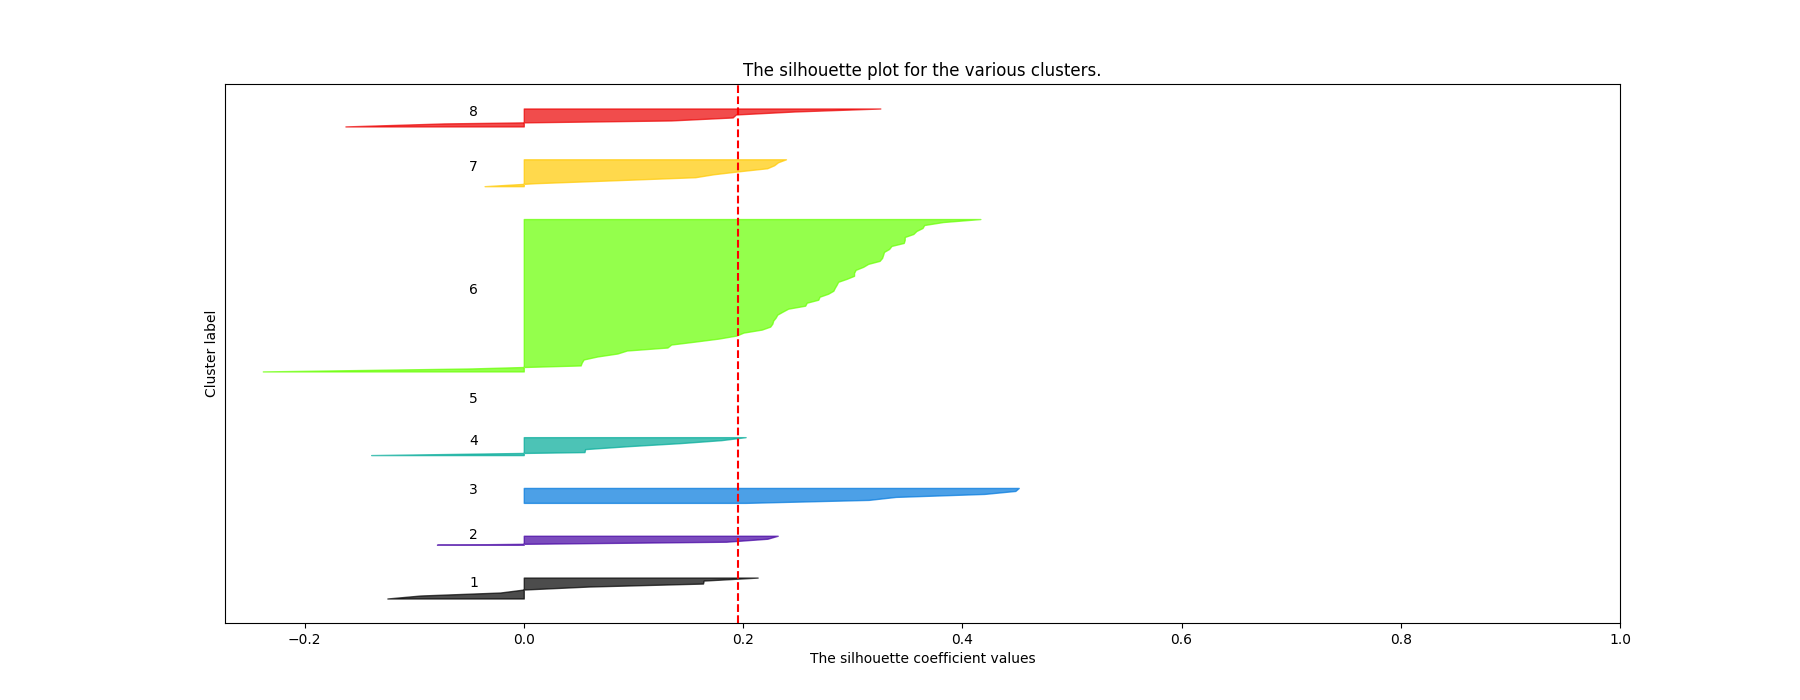 The silhouette plot for the various clusters.
8
7
6
5
4
3
2
1
Cluster label
−0.2 0.0 0.2 0.4 0.6 0.8 1.0
The silhouette coefficient values